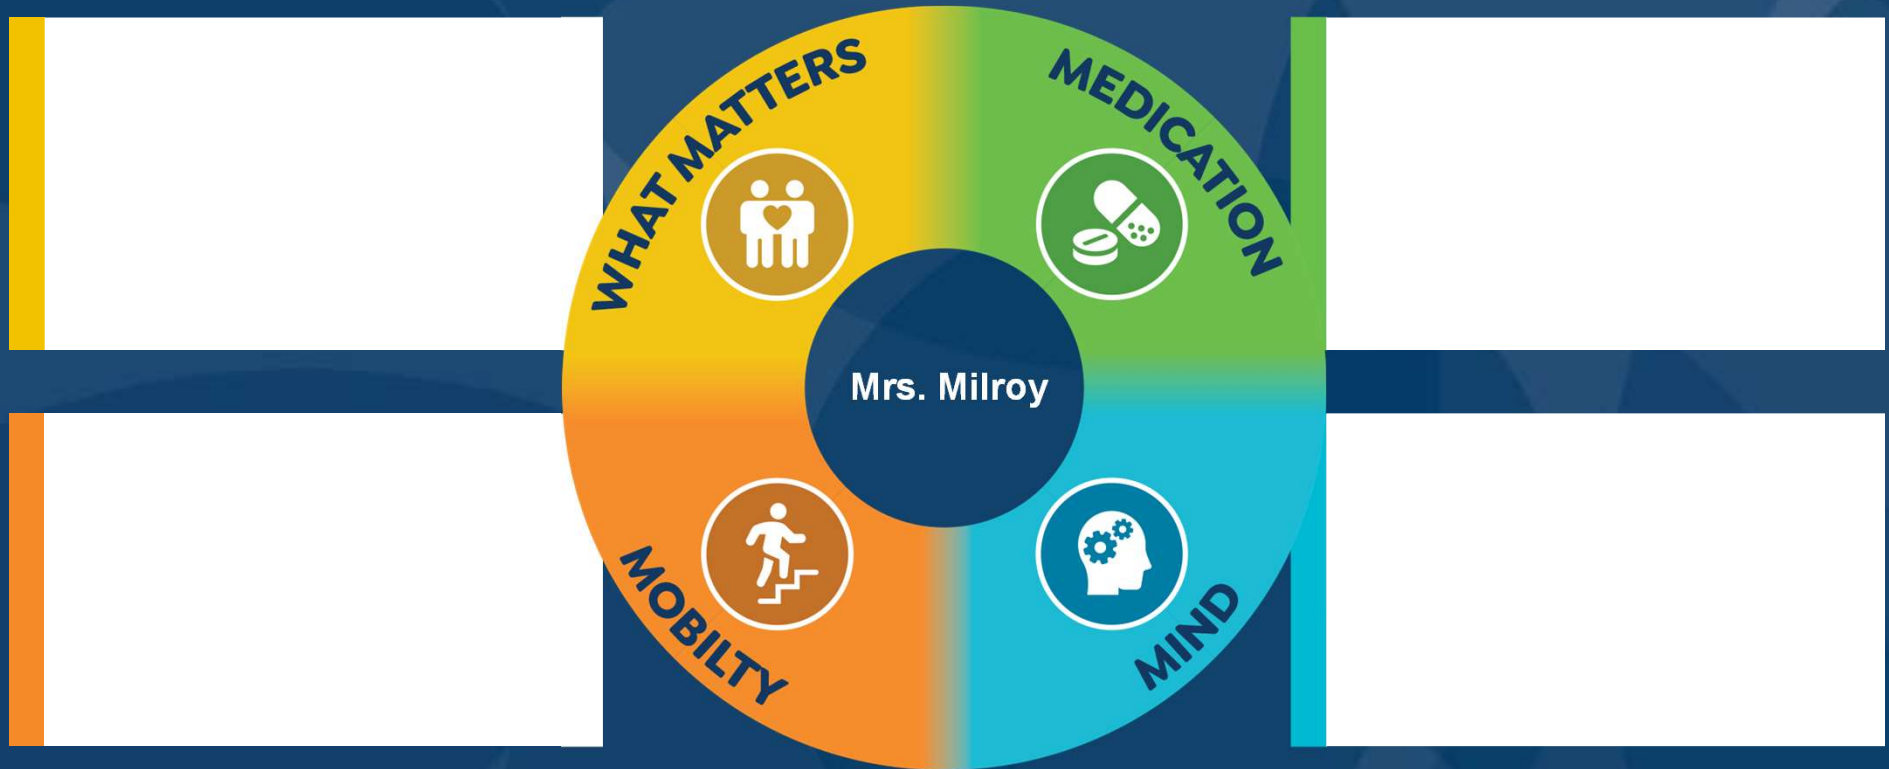 WHAT MATTERS
MEDICATION
Mrs. Milroy
MOBILTY
MIND